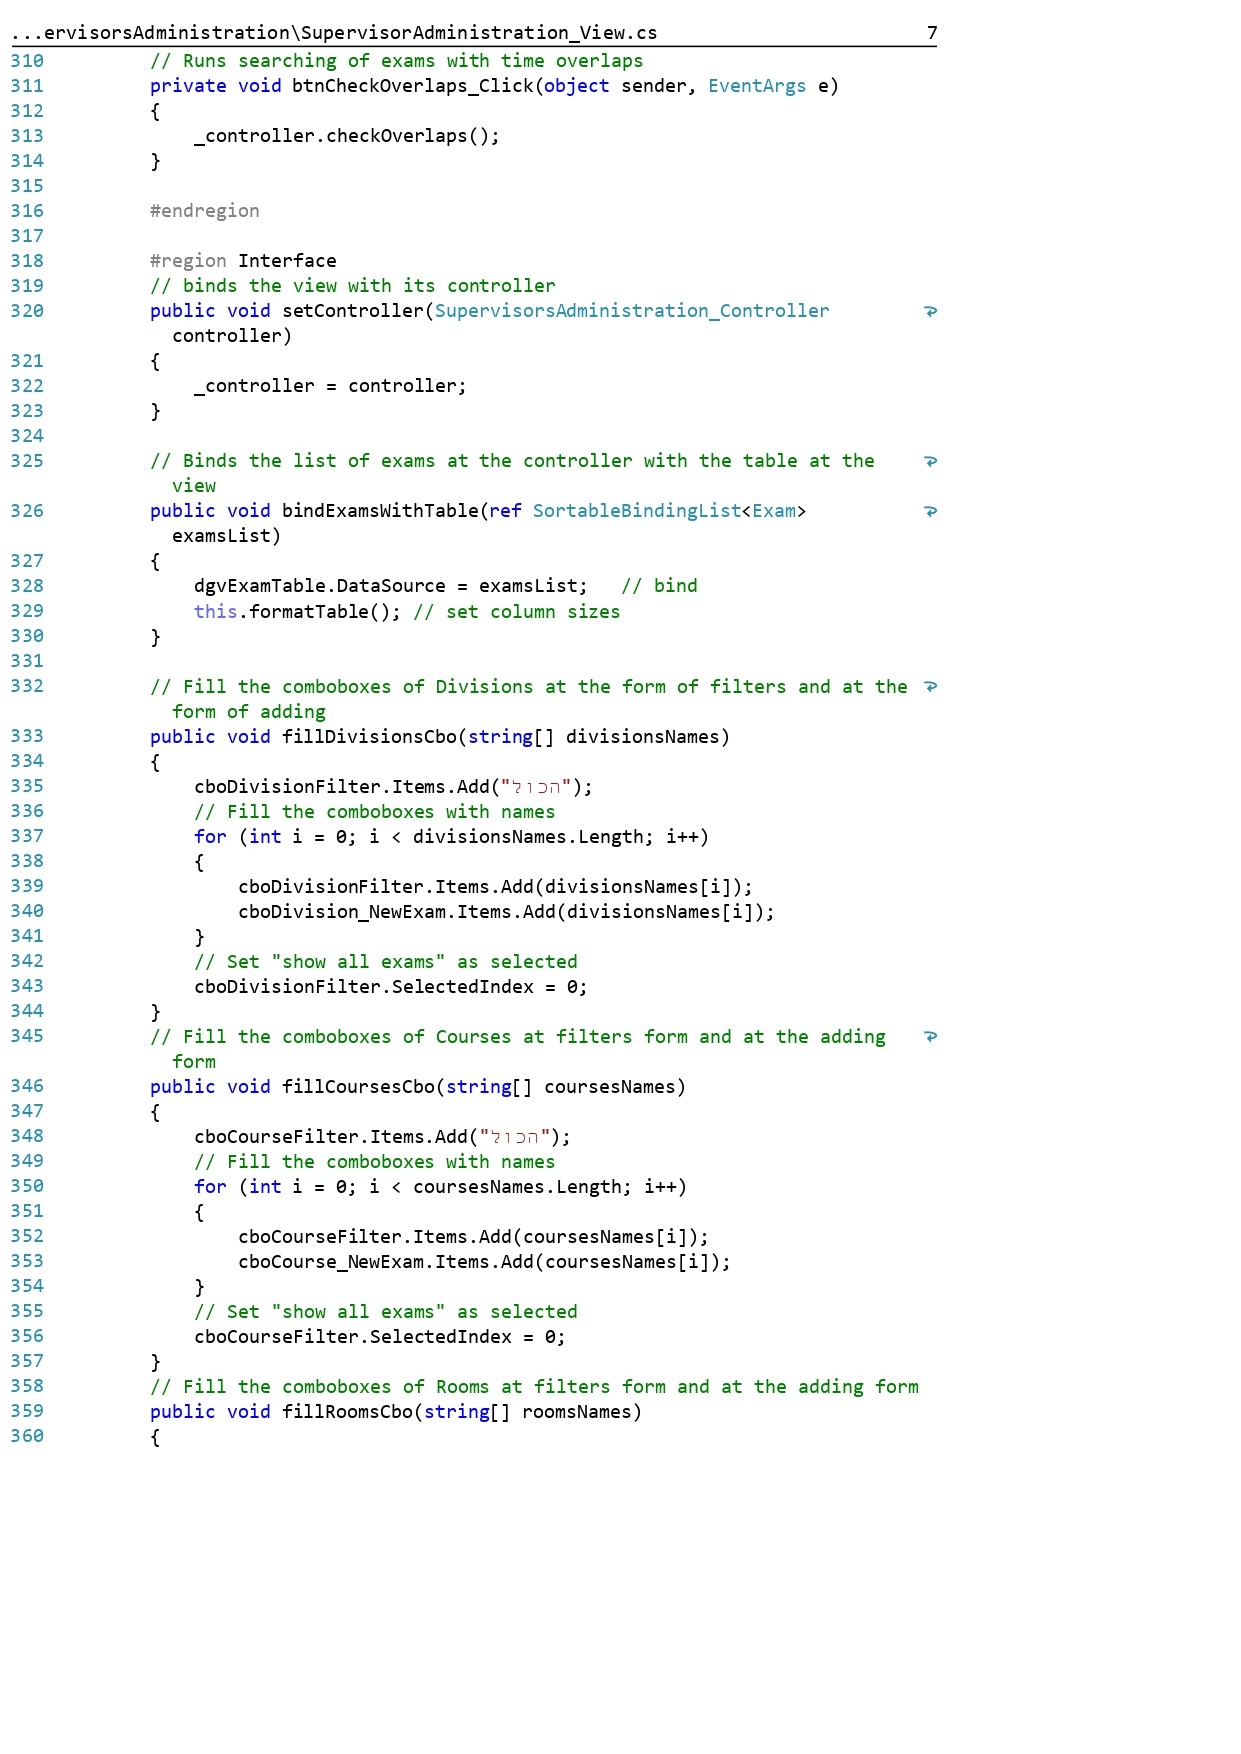 ...ervisorsAdministration\SupervisorAdministration_View.cs 7
310 // Runs searching of exams with time overlaps
311 private void btnCheckOverlaps_Click(object sender, EventArgs e)
312 {
313 _controller.checkOverlaps();
314 }
315
316 #endregion
317
318 #region Interface
319 // binds the view with its controller
320 public void setController(SupervisorsAdministration_Controller
controller)
321 {
322 _controller = controller;
323 }
324
325 // Binds the list of exams at the controller with the table at the
view
326 public void bindExamsWithTable(ref SortableBindingList<Exam>
examsList)
327 {
328 dgvExamTable.DataSource = examsList; // bind
329 this.formatTable(); // set column sizes
330 }
331
332 // Fill the comboboxes of Divisions at the form of filters and at the
form of adding
333 public void fillDivisionsCbo(string[] divisionsNames)
334 {
335 cboDivisionFilter.Items.Add("הכול");
336 // Fill the comboboxes with names
337 for (int i = 0; i < divisionsNames.Length; i++)
338 {
339 cboDivisionFilter.Items.Add(divisionsNames[i]);
340 cboDivision_NewExam.Items.Add(divisionsNames[i]);
341 }
342 // Set "show all exams" as selected
343 cboDivisionFilter.SelectedIndex = 0;
344 }
345 // Fill the comboboxes of Courses at filters form and at the adding
form
346 public void fillCoursesCbo(string[] coursesNames)
347 {
348 cboCourseFilter.Items.Add("הכול");
349 // Fill the comboboxes with names
350 for (int i = 0; i < coursesNames.Length; i++)
351 {
352 cboCourseFilter.Items.Add(coursesNames[i]);
353 cboCourse_NewExam.Items.Add(coursesNames[i]);
354 }
355 // Set "show all exams" as selected
356 cboCourseFilter.SelectedIndex = 0;
357 }
358 // Fill the comboboxes of Rooms at filters form and at the adding form
359 public void fillRoomsCbo(string[] roomsNames)
360 {